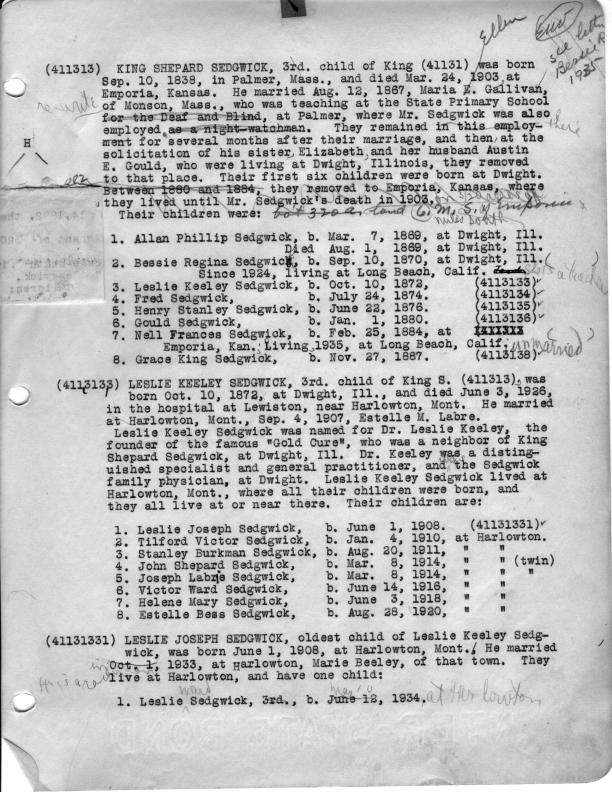 Ellen
East
see letter
Bessie R
1935
(411313) KING SHEPARD SEDGWICK, 3rd. child of King (41131) was born
Sep. 10, 1838, in Palmer, Mass., and died Mar. 24, 1903 at
Emporia, Kansas. He married Aug. 12, 1867, Maria E. Gallivan,
of Monson, Mass., who was teaching at the State Primary School
re-write
for the Deaf and Blind, at Palmer, where Mr. Sedgwick was also
employed as a night-watchman. They remained in this employ-
there
ment for several months after their marriage, and then at the
H
solicitation of his sister Elizabeth and her husband Austin
E. Gould, who were living at Dwight, Illinois, they removed
to that place. Their first six children were born at Dwight.
Between 1880 and 1884, they removed to Emporia, Kansas, where
they lived until Mr. Sedgwick's death in 1903.
Their children were:
miles south
1. Allan Phillip Sedgwick, b. Mar. 7, 1869, at Dwight, Ill.
Died Aug. 1, 1869, at Dwight, Ill.
2. Bessie Regina Sedgwick, b. Sep. 10, 1870, at Dwight, Ill.
Since 1924, living at Long Beach, Calif.
3. Leslie Keeley Sedgwick, b. Oct. 10, 1872, (4113133)
4. Fred Sedgwick, b. July 24, 1874. (4113134)
5. Henry Stanley Sedgwick, b. June 22, 1876. (4113135)
6. Gould Sedgwick, b. Jan. 1, 1880. (4113136)
7. Nell Frances Sedgwick, b. Feb. 25, 1884, at XXXXXXX
Emporia, Kan.; Living 1935, at Long Beach, Calif. unmarried
8. Grace King Sedgwick, b. Nov. 27, 1887. (4113138)
(4113133) LESLIE KEELEY SEDGWICK, 3rd. child of King S. (411313), was
born Oct. 10, 1872, at Dwight, Ill., and died June 3, 1926,
in the hospital at Lewiston, near Harlowton, Mont. He married
at Harlowton, Mont., Sep. 4, 1907, Estelle M. Labre.
Leslie Keeley Sedgwick was named for Dr. Leslie Keeley, the
founder of the famous "Gold Cure", who was a neighbor of King
Shepard Sedgwick, at Dwight, Ill. Dr. Keeley was a disting-
uished specialist and general practitioner, and the Sedgwick
family physician, at Dwight. Leslie Keeley Sedgwick lived at
Harlowton, Mont., where all their children were born, and
they all live at or near there. Their children are:
1. Leslie Joseph Sedgwick, b. June 1, 1908. (41131331)
2. Tilford Victor Sedgwick, b. Jan. 4, 1910, at Harlowton.
3. Stanley Burkman Sedgwick, b. Aug. 20, 1911, " "
4. John Shepard Sedgwick, b. Mar. 8, 1914, " " (twin)
5. Joseph Labre Sedgwick, b. Mar. 8, 1914, " " "
6. Victor Ward Sedgwick, b. June 14, 1916, " "
7. Helene Mary Sedgwick, b. June 3, 1918, " "
8. Estelle Bess Sedgwick, b. Aug. 28, 1920, " "
(41131331) LESLIE JOSEPH SEDGWICK, oldest child of Leslie Keeley Sedg-
wick, was born June 1, 1908, at Harlowton, Mont. He married
in
Oct. 1, 1933, at Harlowton, Marie Beeley, of that town. They
live at Harlowton, and have one child:
ward
1. Leslie Sedgwick, 3rd., b. June 12, 1934. at Harlowton